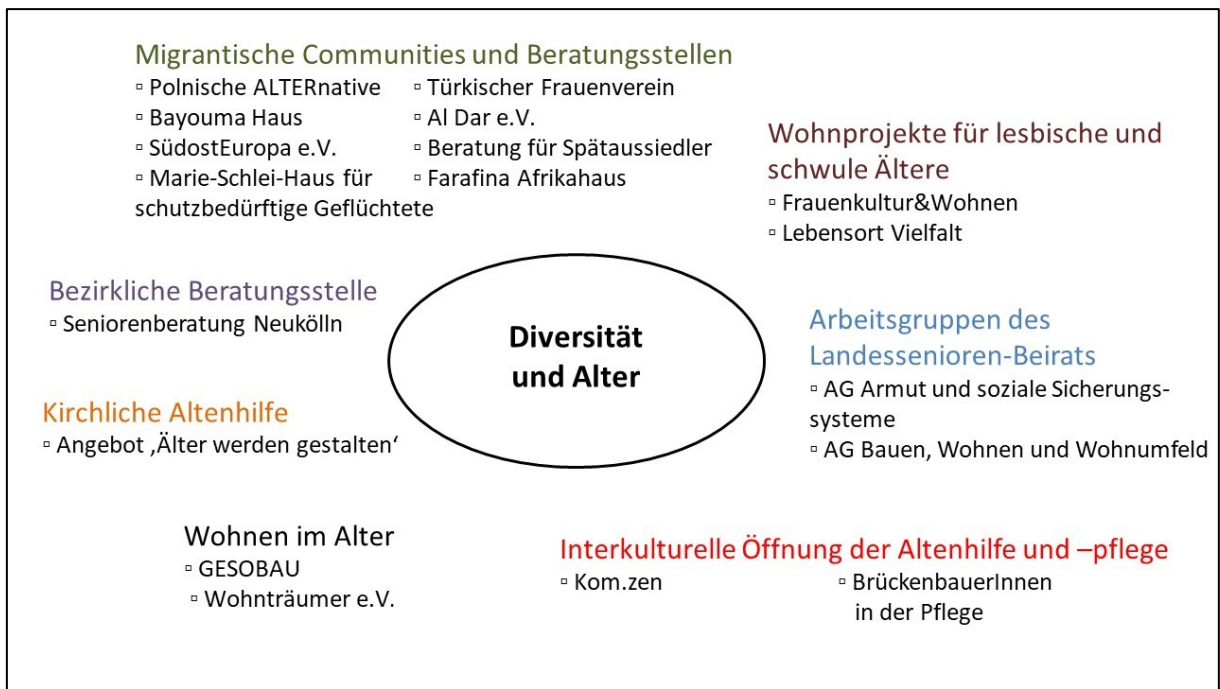 Migrantische Communities und Beratungsstellen
▫ Polnische ALTERnative
▫ Bayouma Haus
▫ SüdostEuropa e.V.
▫ Marie-Schlei-Haus für
schutzbedürftige Geflüchtete
▫ Türkischer Frauenverein
▫ Al Dar e.V.
▫ Beratung für Spätaussiedler
▫ Farafina Afrikahaus
Wohnprojekte für lesbische und
schwule Ältere
▫ Frauenkultur&Wohnen
▫ Lebensort Vielfalt
Bezirkliche Beratungsstelle
▫ Seniorenberatung Neukölln
Diversität
und Alter
Arbeitsgruppen des
Landessenioren-Beirats
▫ AG Armut und soziale Sicherungs-
systeme
▫ AG Bauen, Wohnen und Wohnumfeld
Kirchliche Altenhilfe
▫ Angebot ‚Älter werden gestalten‘
Wohnen im Alter
▫ GESOBAU
▫ Wohnträumer e.V.
Interkulturelle Öffnung der Altenhilfe und –pflege
▫ Kom.zen
▫ BrückenbauerInnen
in der Pflege